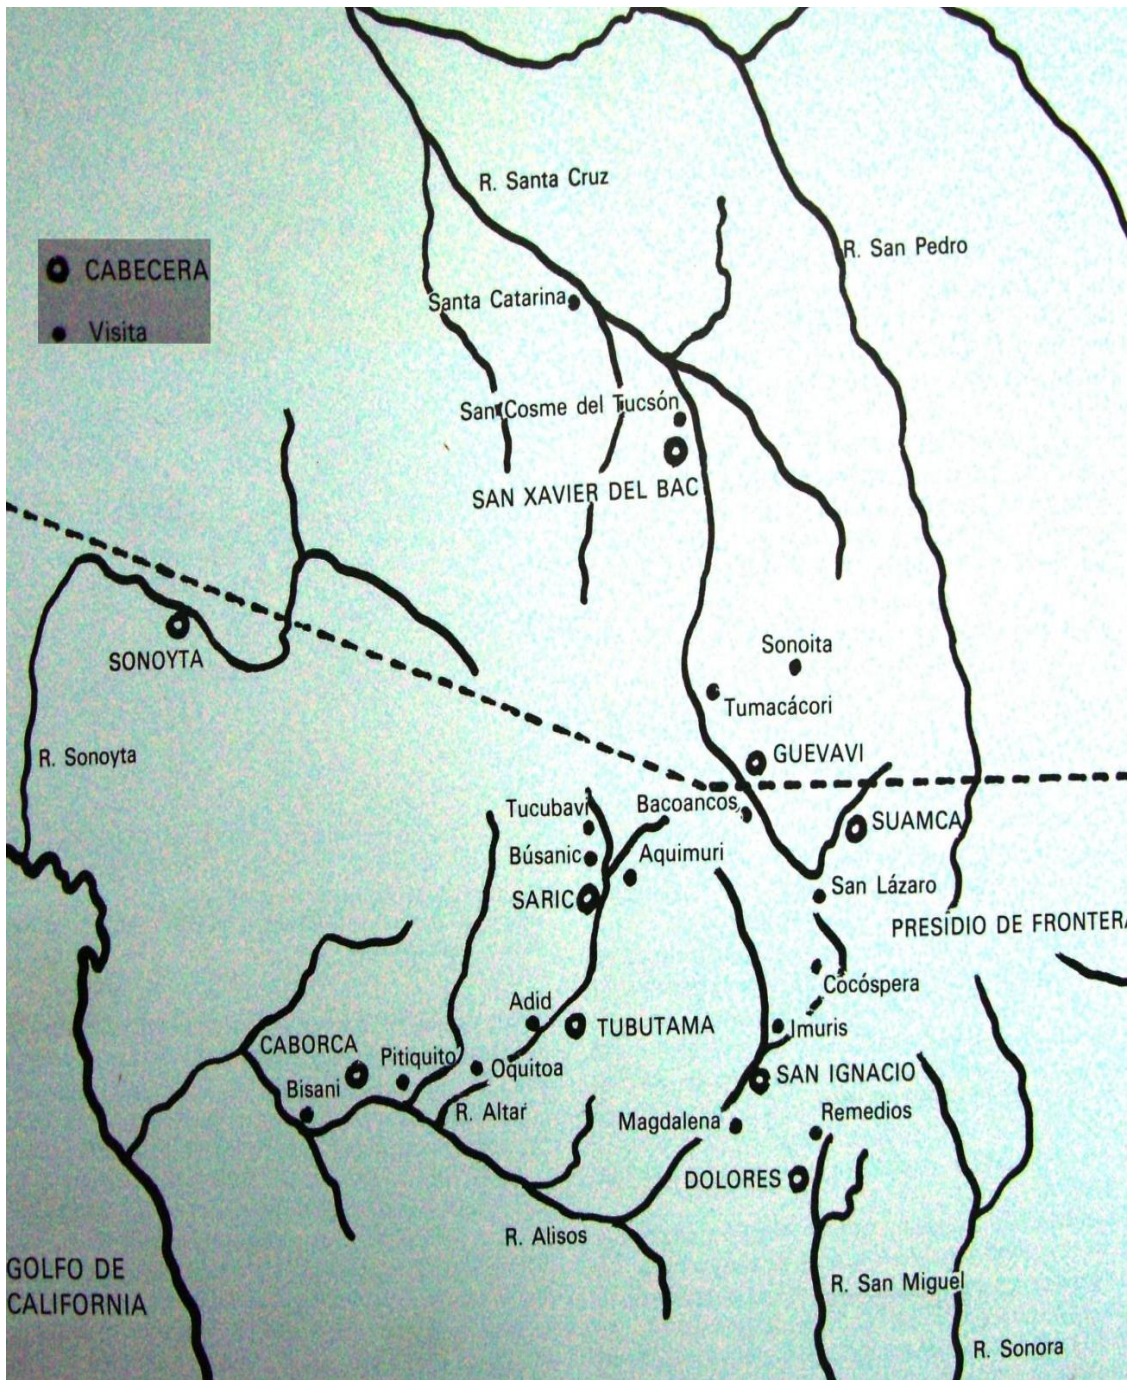 R. Santa Cruz
R. San Pedro
CABECERA
Visita
Santa Catarina
San Cosme del Tucsón
SAN XAVIER DEL BAC
SONOYTA
Sonoita
Tumacácori
R. Sonoyta
GUEVAVI
Tucubavi
Bacoancos
SUAMCA
Búsanic
Aquimuri
SARIC
San Lázaro
PRESÍDIO DE FRONTERA
Cocóspera
Adid
TUBUTAMA
Imuris
CABORCA
Pitiquito
Oquitoa
SAN IGNACIO
Bisani
R. Altar
Magdalena
Remedios
DOLORES
R. Alisos
GOLFO DE
CALIFORNIA
R. San Miguel
R. Sonora